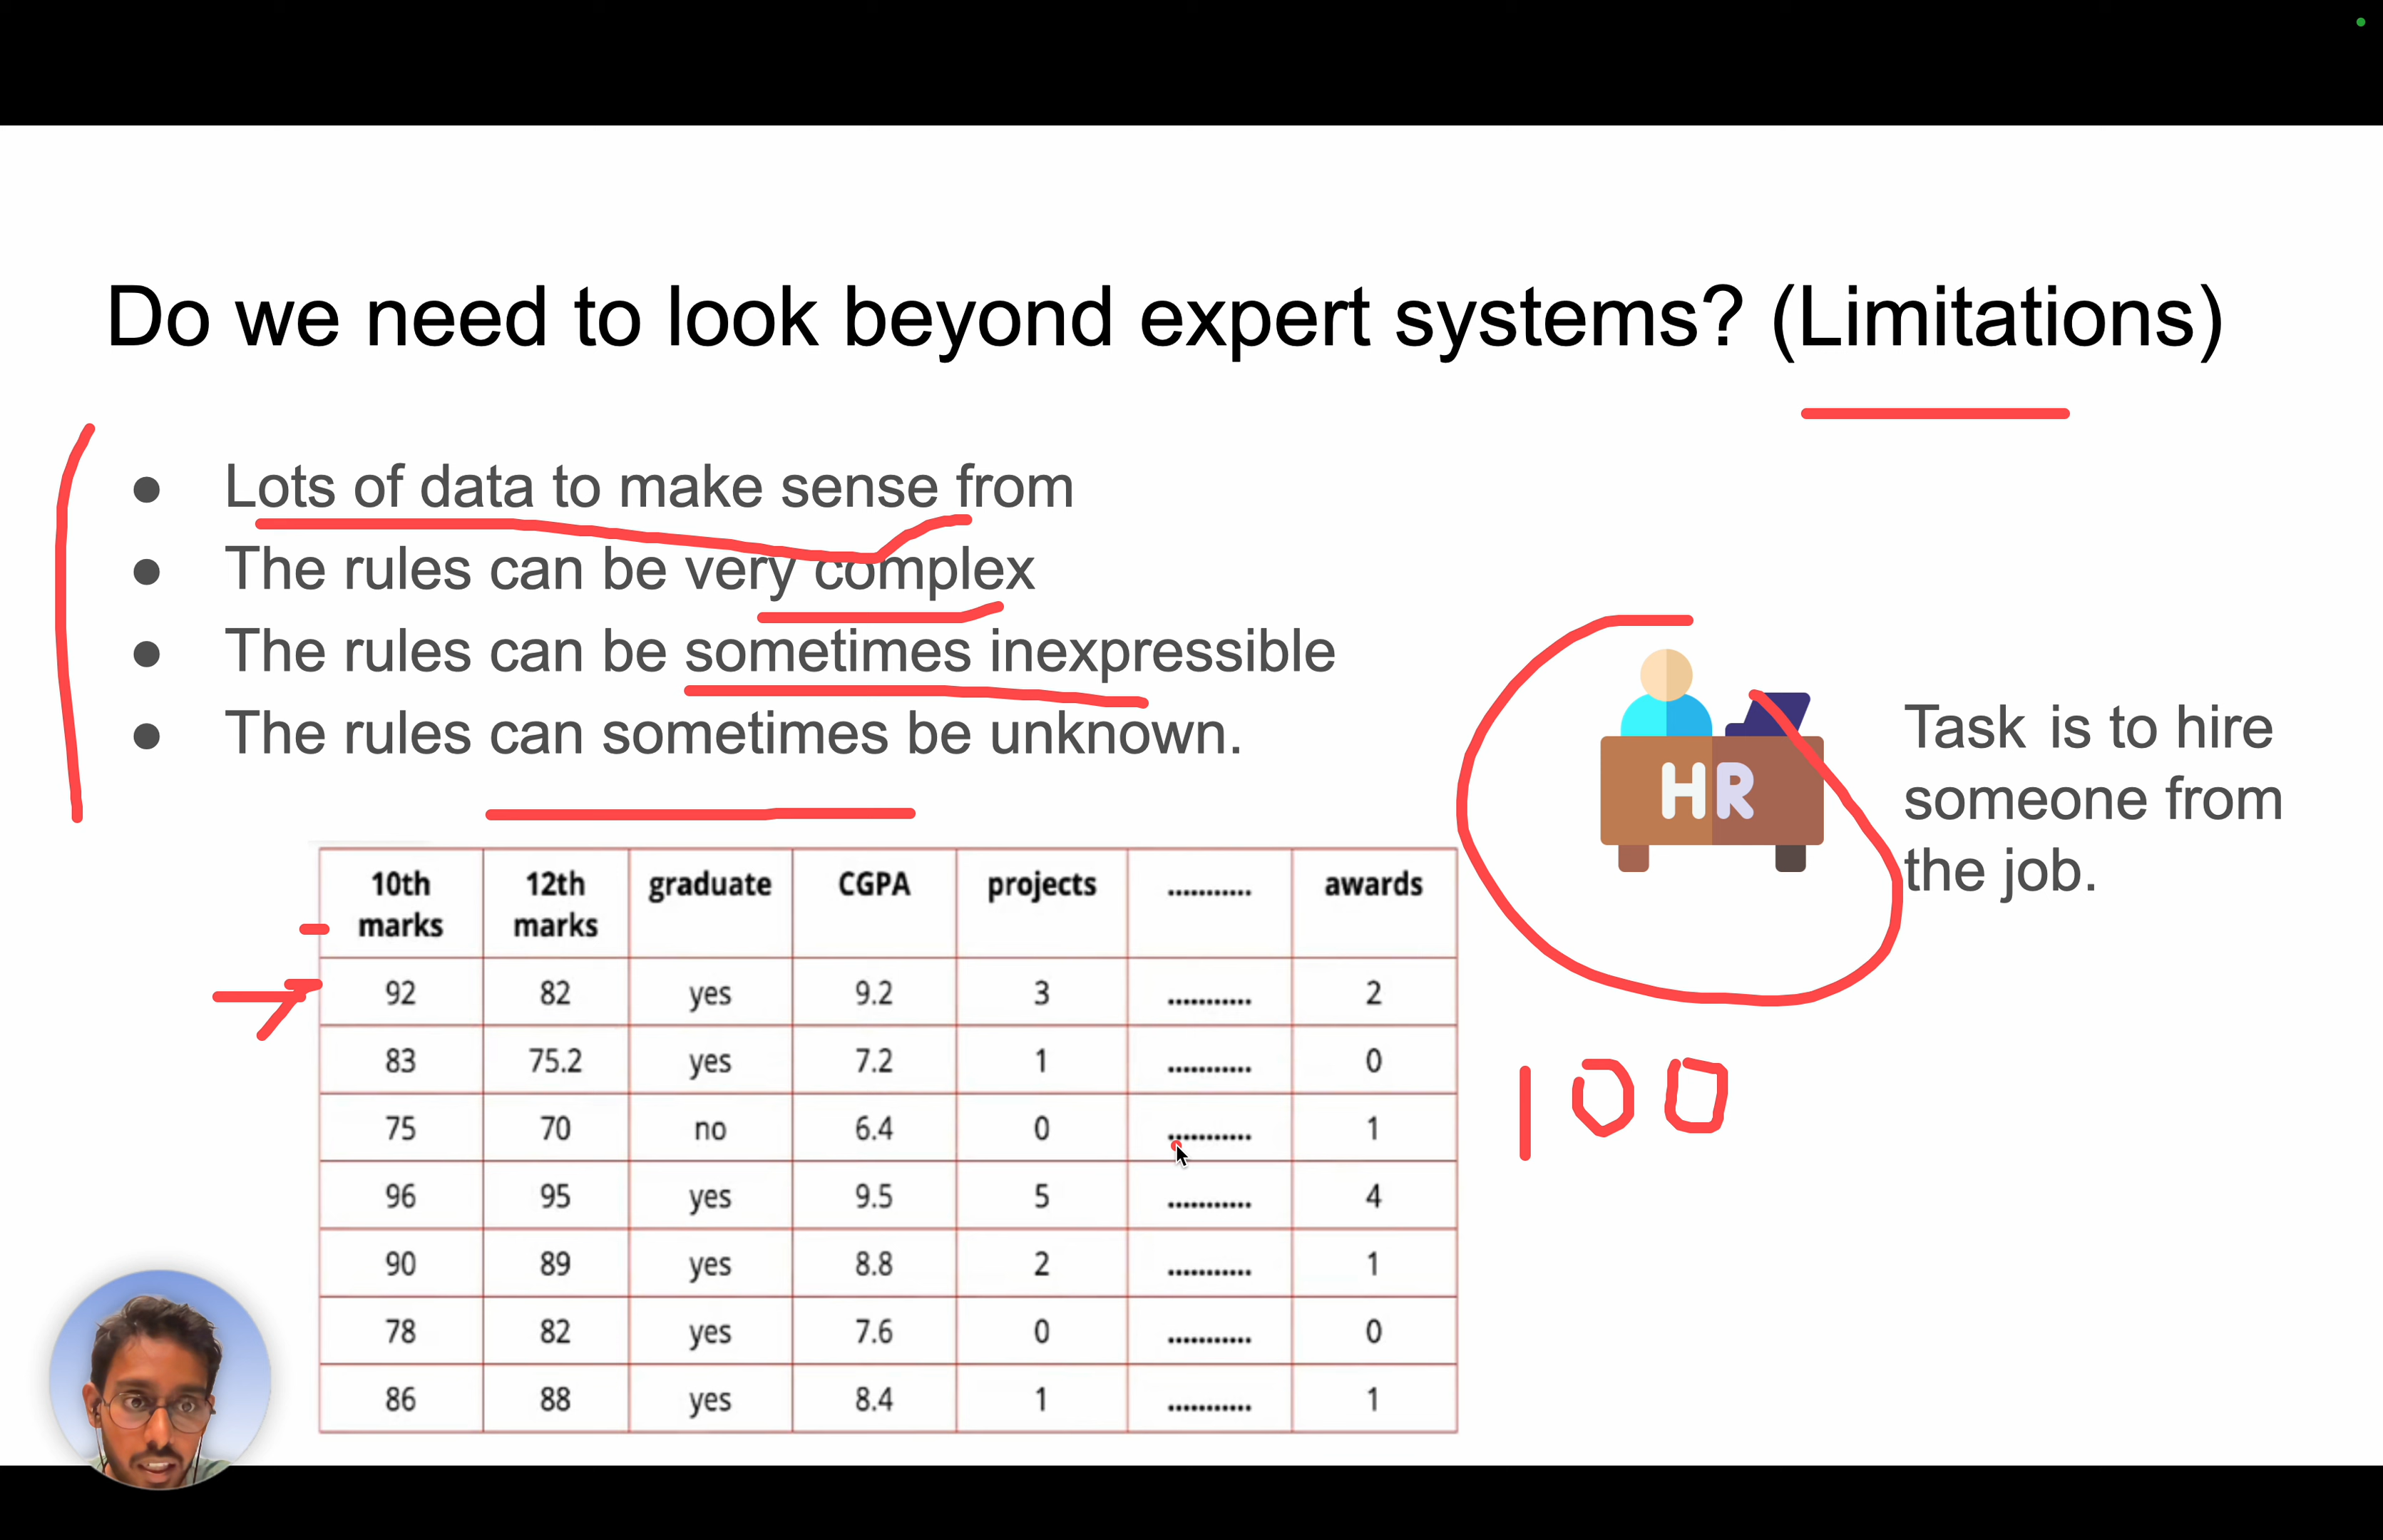 Do we need to look beyond expert systems? (Limitations)
● Lots of data to make sense from
● The rules can be very complex
● The rules can be sometimes inexpressible
● The rules can sometimes be unknown.
HR
Task is to hire
someone from
the job.
10th marks 12th marks graduate CGPA projects ........... awards
92 82 yes 9.2 3 ........... 2
83 75.2 yes 7.2 1 ........... 0
75 70 no 6.4 0 ........... 1
96 95 yes 9.5 5 ........... 4
90 89 yes 8.8 2 ........... 1
78 82 yes 7.6 0 ........... 0
86 88 yes 8.4 1 ........... 1
100